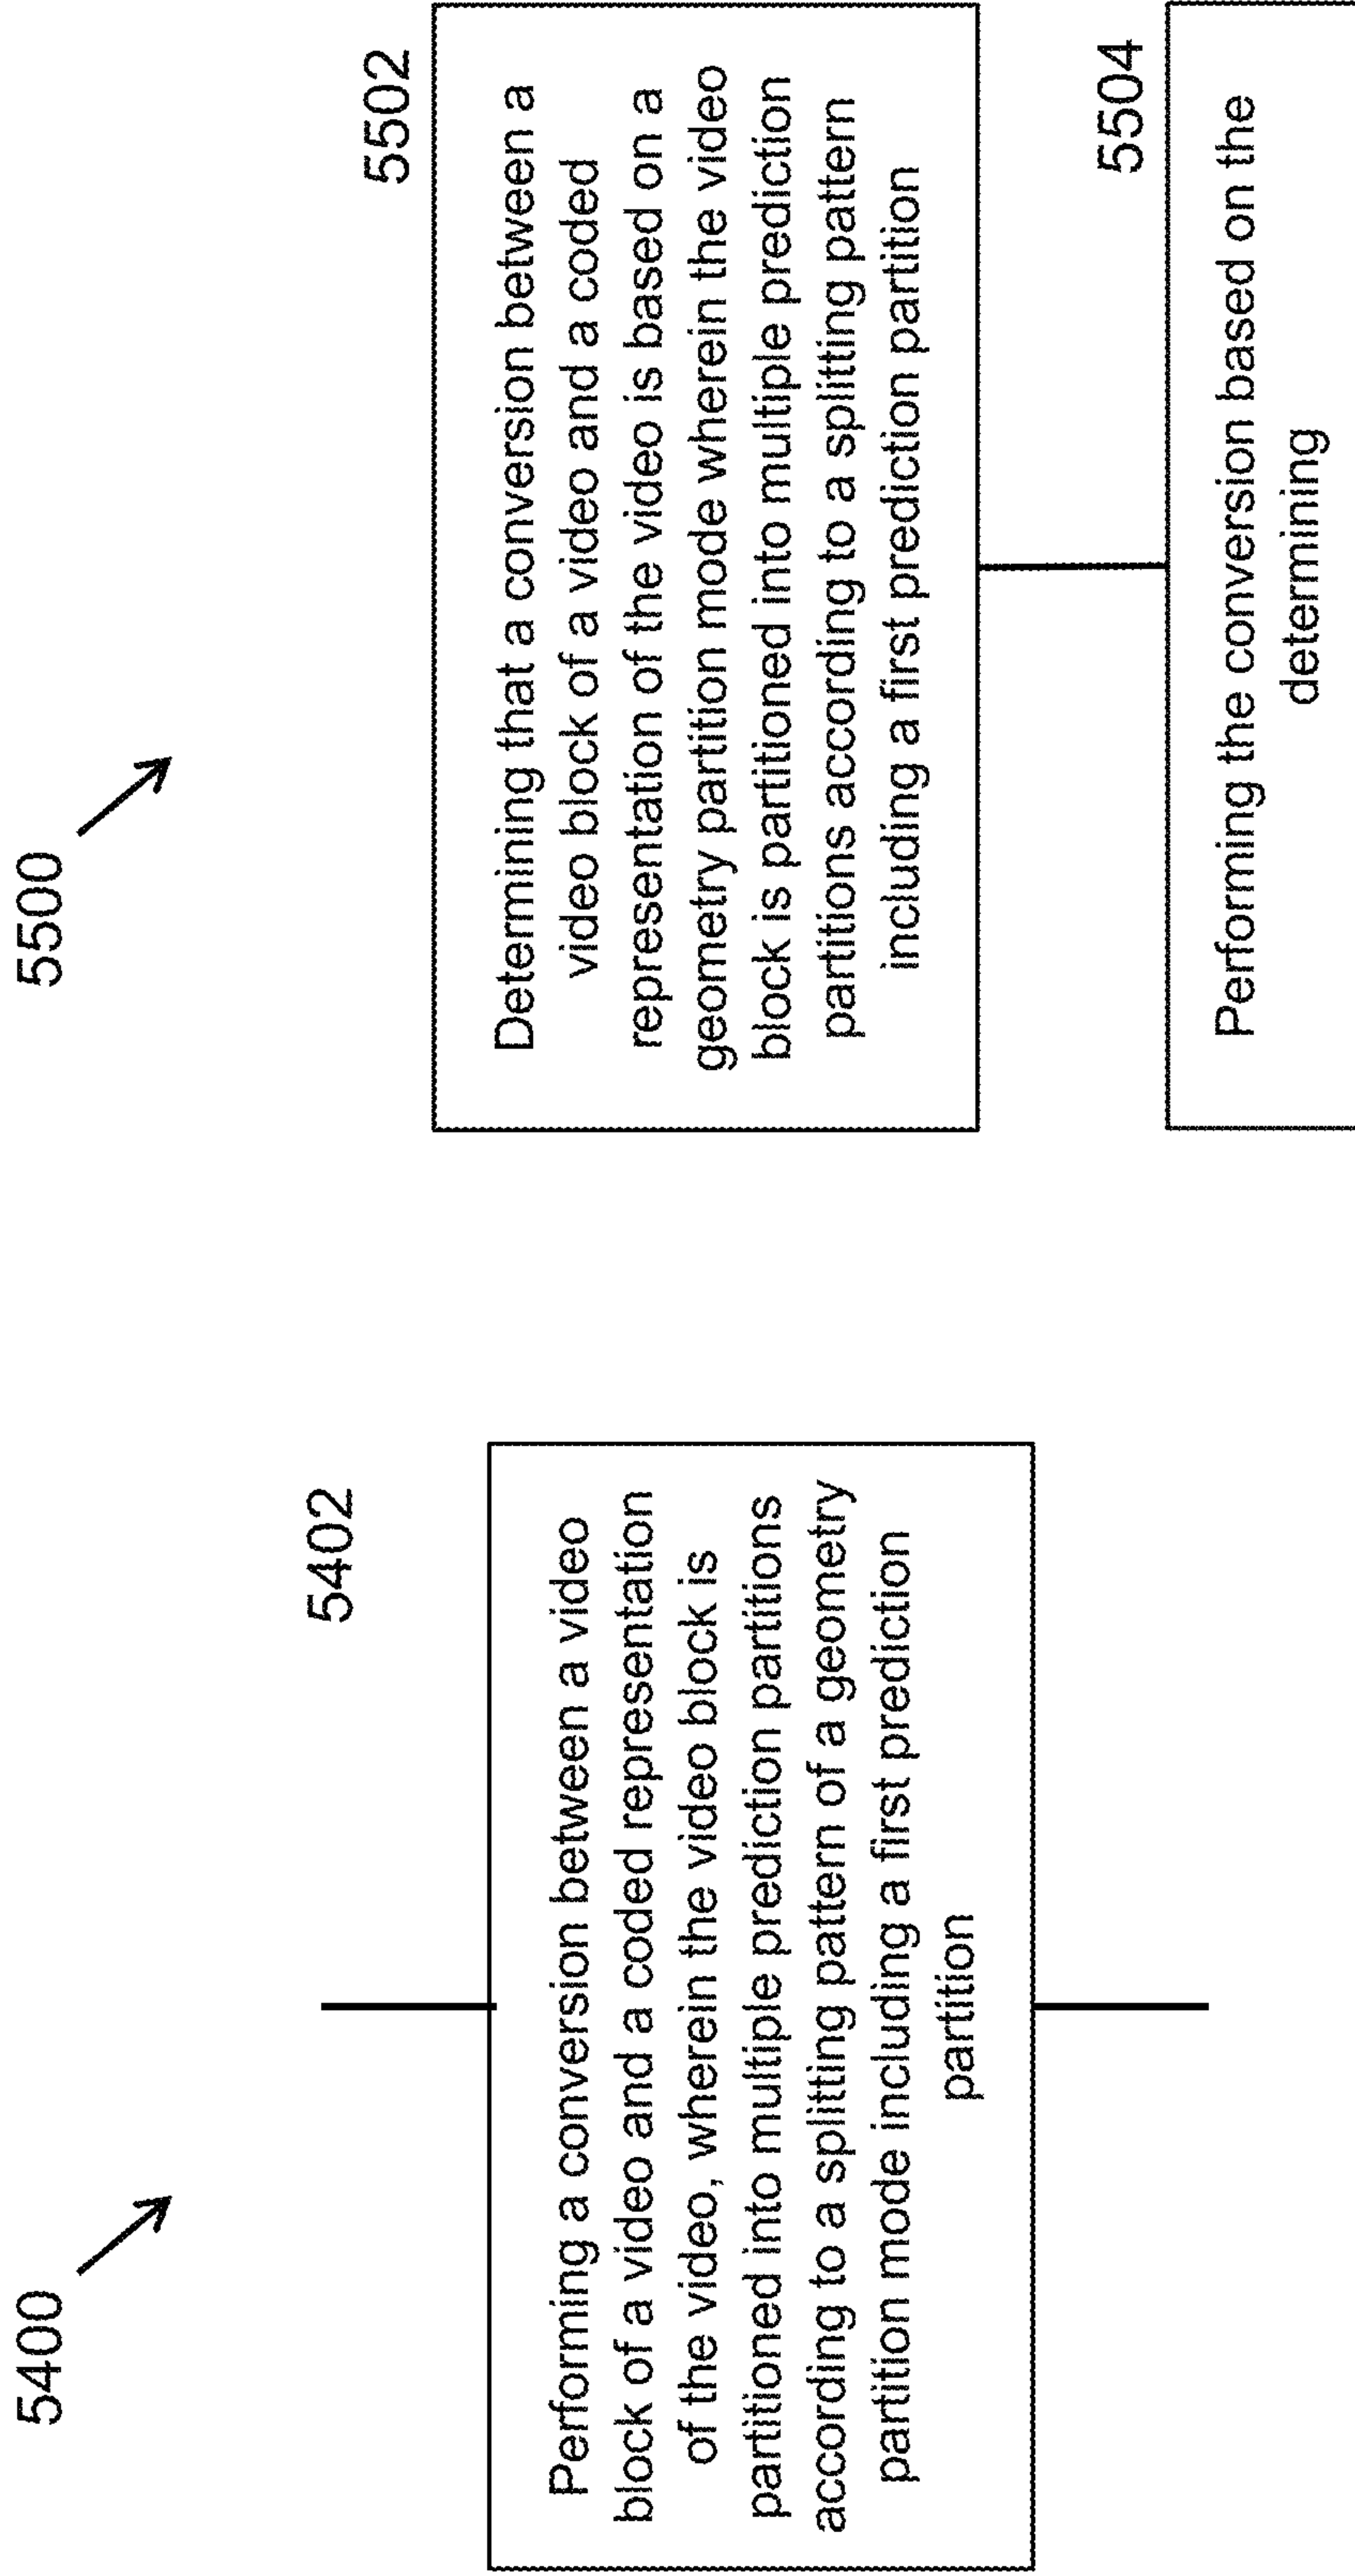 5400
5402
Performing a conversion between a video
block of a video and a coded representation
of the video, wherein the video block is
partitioned into multiple prediction partitions
according to a splitting pattern of a geometry
partition mode including a first prediction
partition
5500
5502
Determining that a conversion between a
video block of a video and a coded
representation of the video is based on a
geometry partition mode wherein the video
block is partitioned into multiple prediction
partitions according to a splitting pattern
including a first prediction partition
5504
Performing the conversion based on the
determining